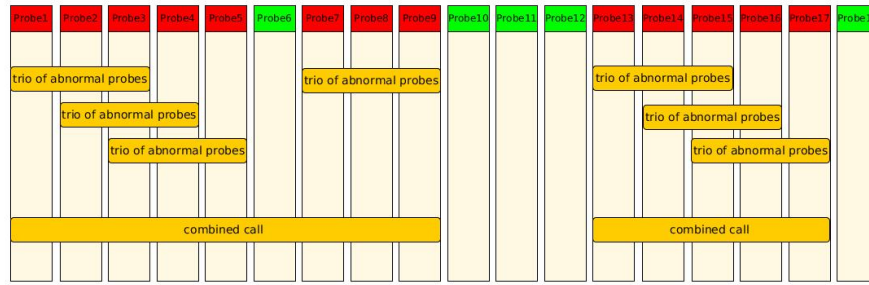 Probe1 Probe2 Probe3 Probe4 Probe5 Probe6 Probe7 Probe8 Probe9 Probe10 Probe11 Probe12 Probe13 Probe14 Probe15 Probe16 Probe17
trio of abnormal probes trio of abnormal probes trio of abnormal probes
trio of abnormal probes trio of abnormal probes
trio of abnormal probes trio of abnormal probes
combined call combined call